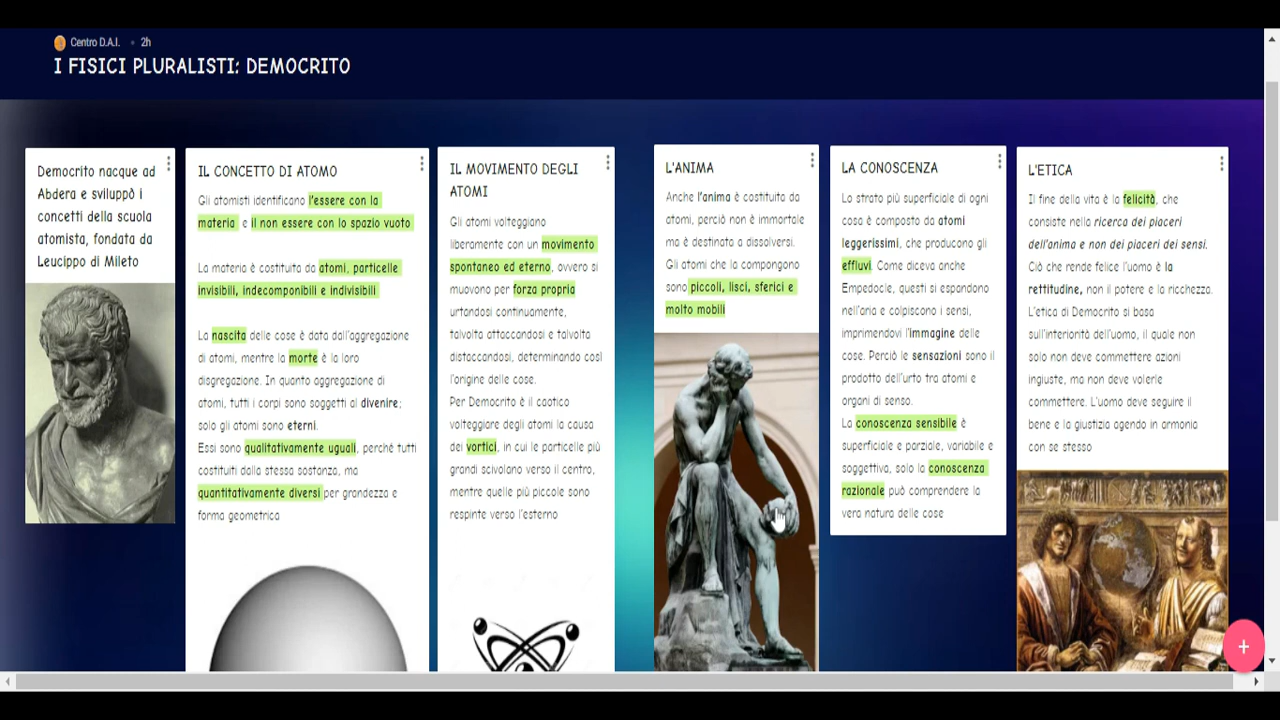 Centro D.A.I. • 2h
I FISICI PLURALISTI: DEMOCRITO
Democrito nacque ad
Abdera e sviluppò i
concetti della scuola
atomista, fondata da
Leucippo di Mileto
IL CONCETTO DI ATOMO
Gli atomisti identificano l'essere con la
materia e il non essere con lo spazio vuoto
La materia è costituita da atomi, particelle
invisibili, indecomponibili e indivisibili
La nascita delle cose è data dall'aggregazione
di atomi, mentre la morte è la loro
disgregazione. In quanto aggregazione di
atomi, tutti i corpi sono soggetti al divenire;
solo gli atomi sono eterni.
Essi sono qualitativamente uguali, perchè tutti
costituiti dalla stessa sostanza, ma
quantitativamente diversi per grandezza e
forma geometrica
IL MOVIMENTO DEGLI
ATOMI
Gli atomi volteggiano
liberamente con un movimento
spontaneo ed eterno, ovvero si
muovono per forza propria
urtandosi continuamente,
talvolta attaccandosi e talvolta
distaccandosi, determinando così
l'origine delle cose.
Per Democrito è il caotico
volteggiare degli atomi la causa
dei vortici, in cui le particelle più
grandi scivolano verso il centro,
mentre quelle più piccole sono
respinte verso l'esterno
L'ANIMA
Anche l'anima è costituita da
atomi, perciò non è immortale
ma è destinata a dissolversi.
Gli atomi che la compongono
sono piccoli, lisci, sferici e
molto mobili
LA CONOSCENZA
Lo strato più superficiale di ogni
cosa è composto da atomi
leggerissimi, che producono gli
effluvi. Come diceva anche
Empedocle, questi si espandono
nell'aria e colpiscono i sensi,
imprimendovi l'immagine delle
cose. Perciò le sensazioni sono il
prodotto dell'urto tra atomi e
organi di senso.
La conoscenza sensibile è
superficiale e parziale, variabile e
soggettiva, solo la conoscenza
razionale può comprendere la
vera natura delle cose
L'ETICA
Il fine della vita è la felicità, che
consiste nella ricerca dei piaceri
dell'anima e non dei piaceri dei sensi.
Ciò che rende felice l'uomo è la
rettitudine, non il potere e la ricchezza.
L'etica di Democrito si basa
sull'interiorità dell'uomo, il quale non
solo non deve commettere azioni
ingiuste, ma non deve volerle
commettere. L'uomo deve seguire il
bene e la giustizia agendo in armonia
con se stesso